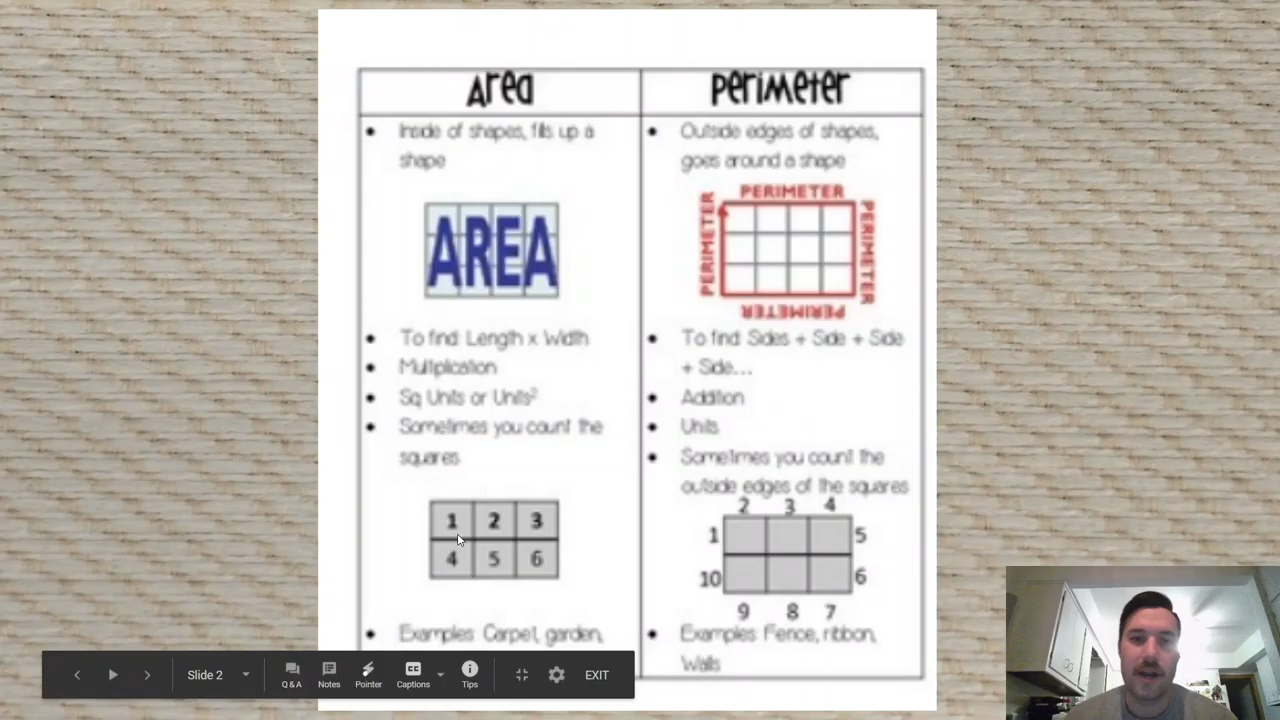 Area
Perimeter
Inside of shapes, fills up a
shape
AREA
To find: Length x Width
Multiplication
Sq Units or Units²
Sometimes you count the
squares
1 2 3
4 5 6
Examples: Carpet, garden,
Outside edges of shapes,
goes around a shape
PERIMETER
PERIMETER
PERIMETER
PERIMETER
To find: Sides + Side + Side
+ Side...
Addition
Units
Sometimes you count the
outside edges of the squares
2 3 4
1 5
10 6
9 8 7
Examples: Fence, ribbon,
Walls
Slide 2
Q & A
Notes
Pointer
CC
Captions
Tips
EXIT